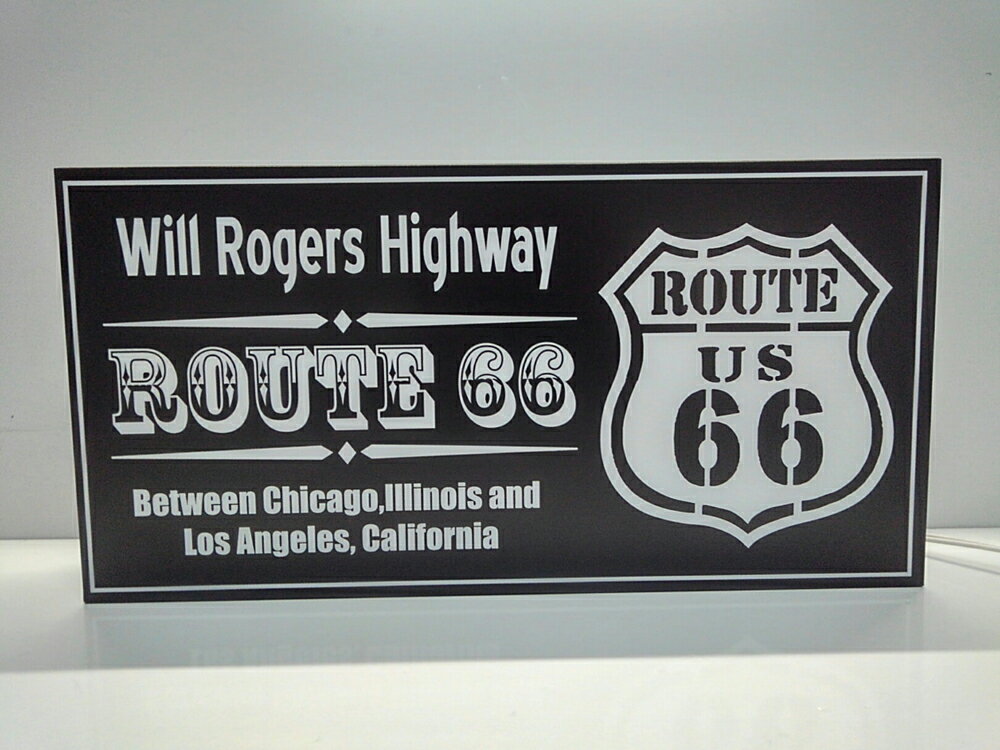 Will Rogers Highway
ROUTE 66
Between Chicago,Illinois and
Los Angeles, California
ROUTE
US
66